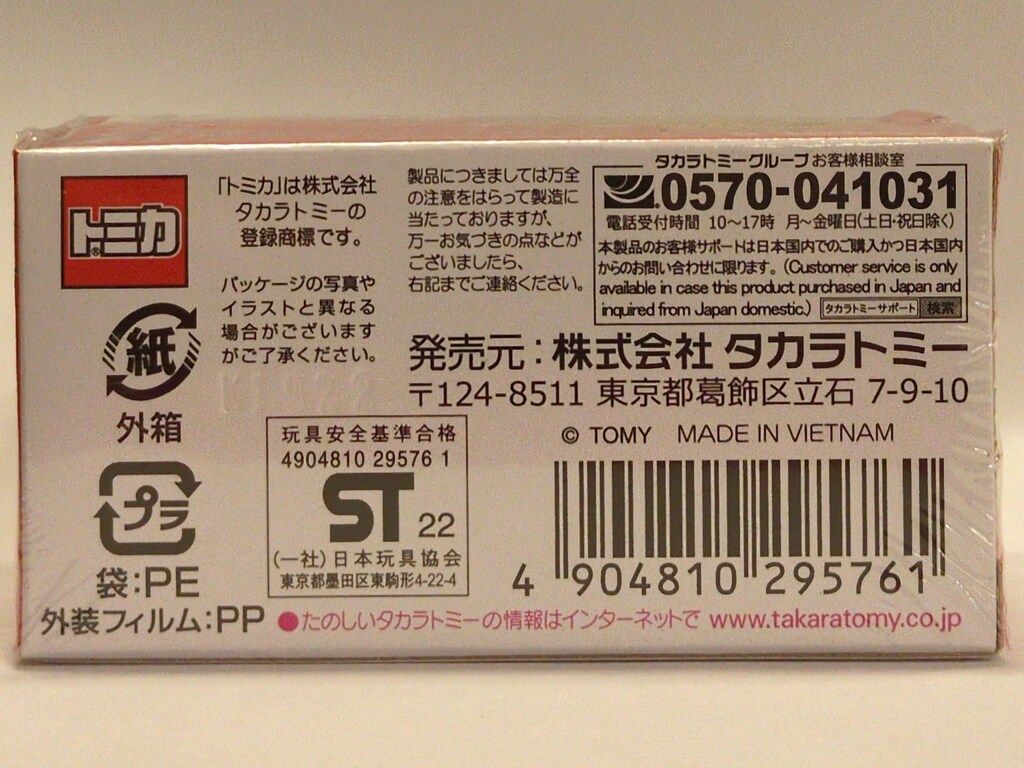 トミカ®
「トミカ」は株式会社
タカラトミーの
登録商標です。
パッケージの写真や
イラストと異なる
場合がございます
がご了承ください。
紙
外箱
プラ
袋:PE
外装フィルム:PP
製品につきましては万全
の注意をはらって製造に
当たっておりますが、
万一お気づきの点などが
ございましたら、
右記までご連絡ください。
タカラトミーグループ お客様相談室
0570-041031
電話受付時間 10〜17時 月〜金曜日(土日・祝日除く)
本製品のお客様サポートは日本国内でのご購入かつ日本国内
からのお問い合わせに限ります。(Customer service is only
available in case this product purchased in Japan and
inquired from Japan domestic.) タカラトミーサポート 検索
発売元:株式会社 タカラトミー
〒124-8511 東京都葛飾区立石 7-9-10
© TOMY MADE IN VIETNAM
玩具安全基準合格
4904810 29576 1
ST 22
(一社)日本玩具協会
東京都墨田区東駒形4-22-4
4 904810 295761
●たのしいタカラトミーの情報はインターネットで www.takaratomy.co.jp